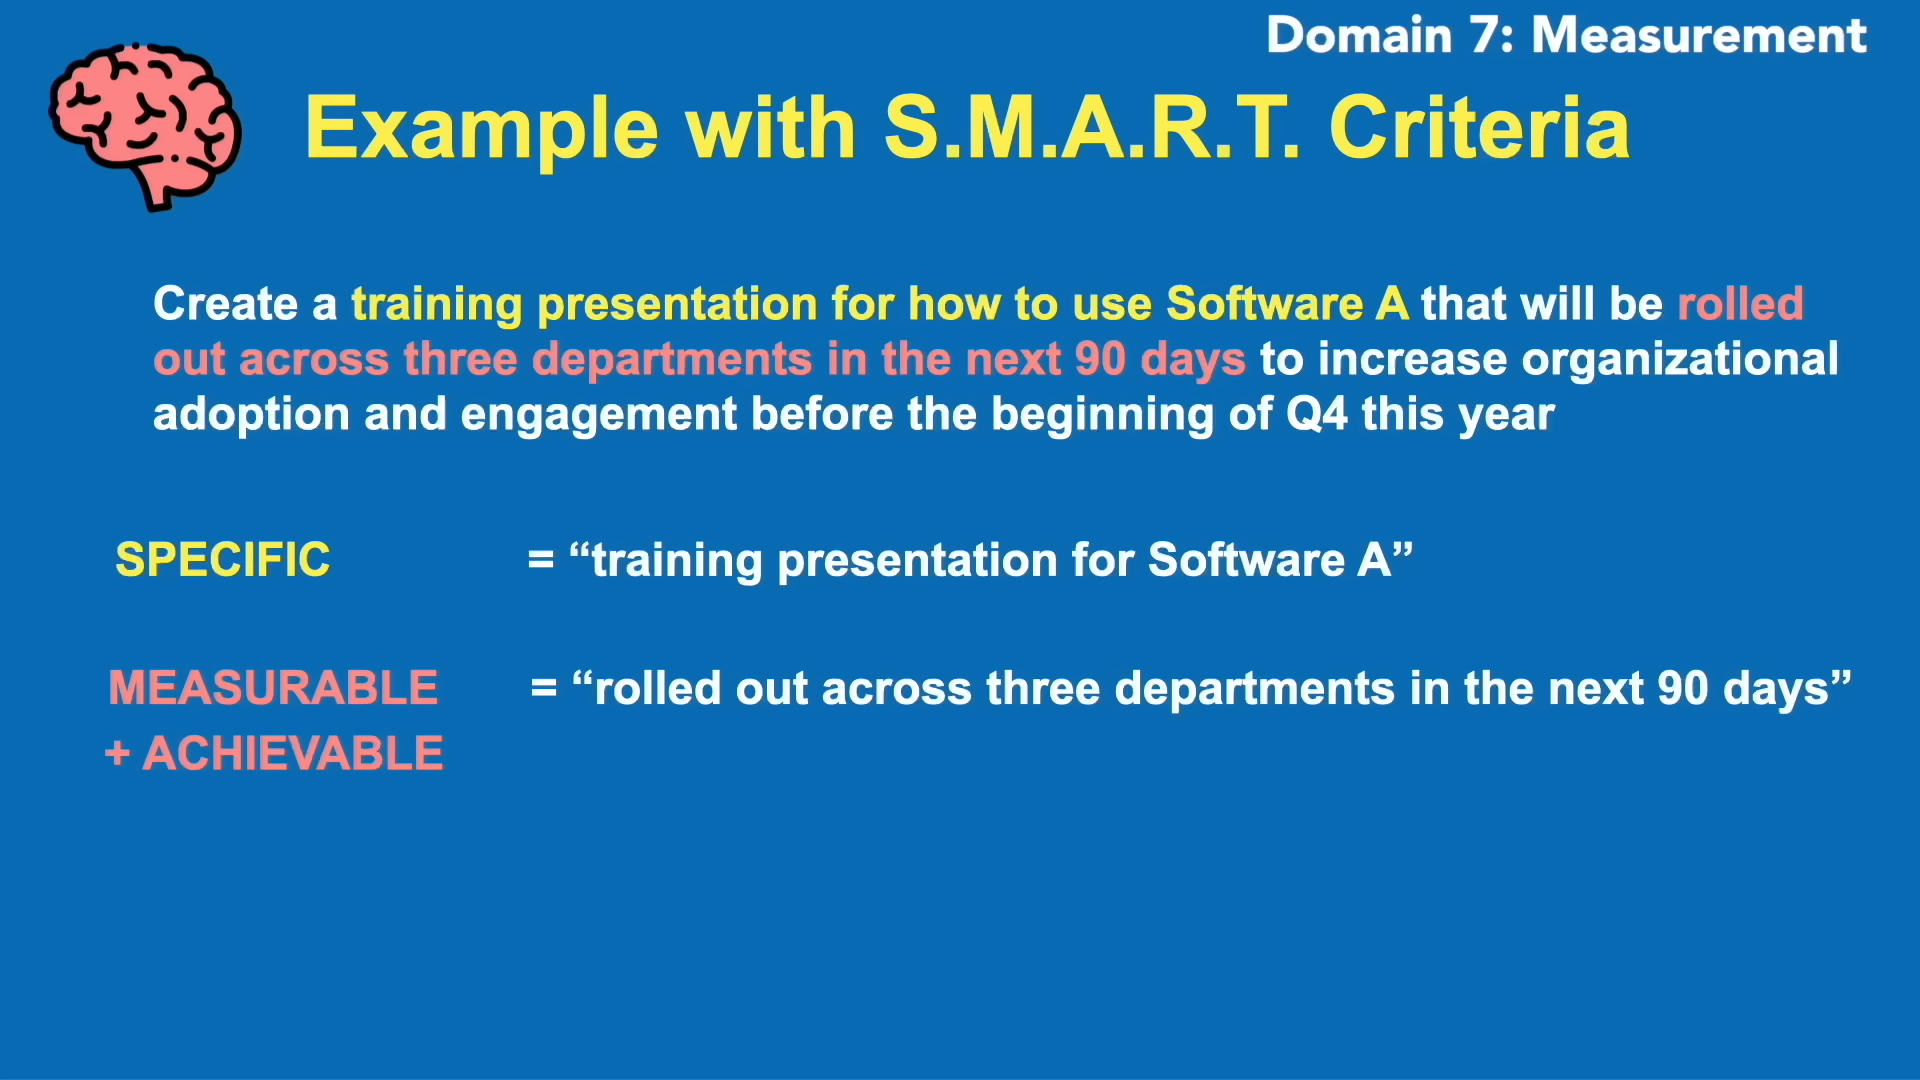 Domain 7: Measurement
Example with S.M.A.R.T. Criteria
Create a training presentation for how to use Software A that will be rolled
out across three departments in the next 90 days to increase organizational
adoption and engagement before the beginning of Q4 this year
SPECIFIC = “training presentation for Software A”
MEASURABLE = “rolled out across three departments in the next 90 days”
+ ACHIEVABLE